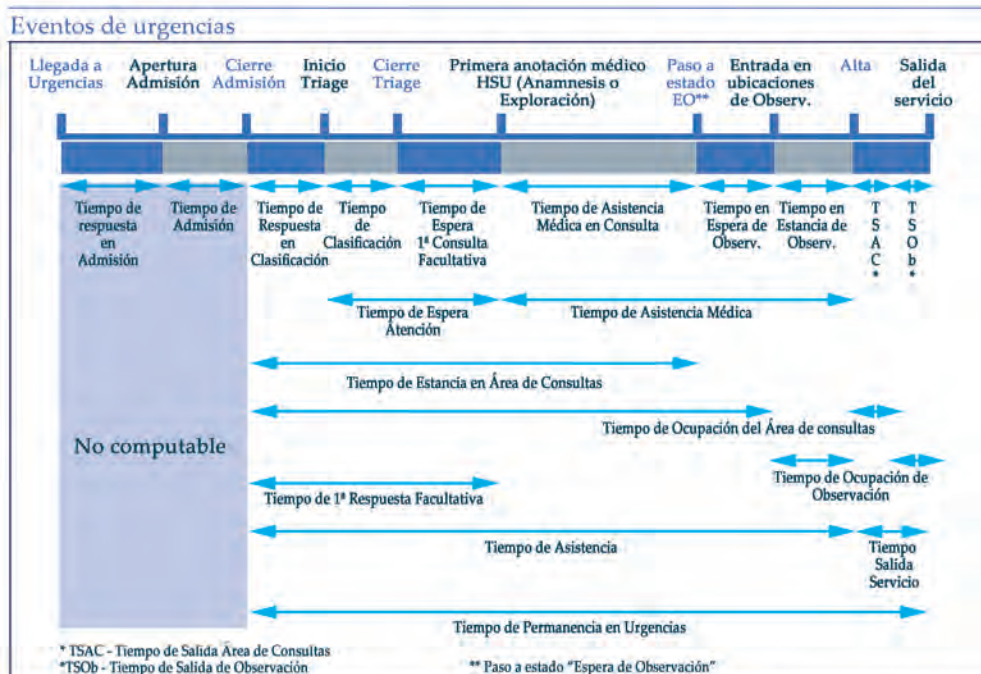 Eventos de urgencias
Llegada a
Urgencias
Apertura
Admisión
Cierre
Admisión
Inicio
Triage
Cierre
Triage
Primera anotación médico
HSU (Anamnesis o
Exploración)
Paso a
estado
EO**
Entrada en
ubicaciones
de Observ.
Alta
Salida
del
servicio
Tiempo de
respuesta
en
Admisión
Tiempo de
Admisión
Tiempo de
Respuesta
en
Clasificación
Tiempo
de
Clasificación
Tiempo de
Espera
1ª Consulta
Facultativa
Tiempo de Asistencia
Médica en Consulta
Tiempo en
Espera de
Observ.
Tiempo en
Estancia de
Observ.
T
S
A
C
*
T
S
O
b
*
Tiempo de Espera
Atención
Tiempo de Asistencia Médica
Tiempo de Estancia en Área de Consultas
Tiempo de Ocupación del Área de consultas
No computable
Tiempo de Ocupación de
Observación
Tiempo de 1ª Respuesta Facultativa
Tiempo de Asistencia
Tiempo
Salida
Servicio
Tiempo de Permanencia en Urgencias
* TSAC - Tiempo de Salida Área de Consultas
*TSOb - Tiempo de Salida de Observación
** Paso a estado "Espera de Observación"